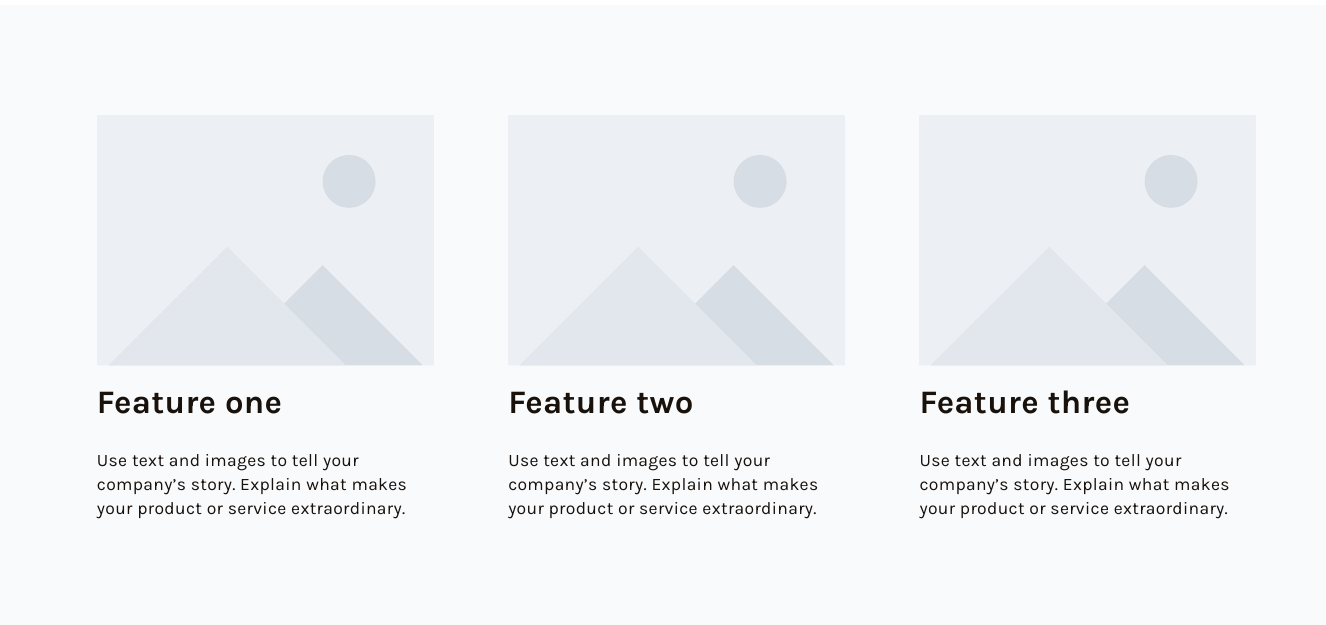 Feature one
Use text and images to tell your
company’s story. Explain what makes
your product or service extraordinary.
Feature two
Use text and images to tell your
company’s story. Explain what makes
your product or service extraordinary.
Feature three
Use text and images to tell your
company’s story. Explain what makes
your product or service extraordinary.